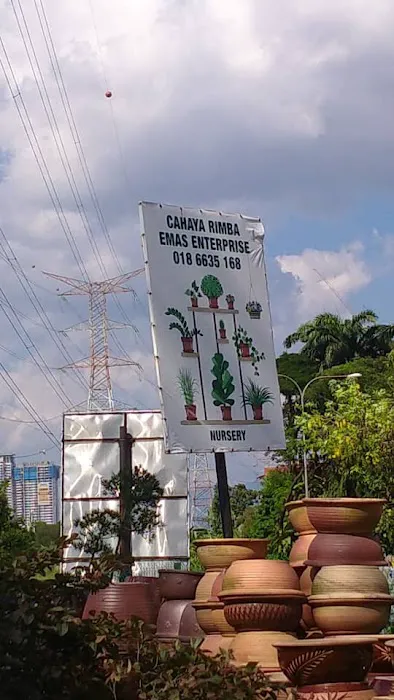 CAHAYA RIMBA
EMAS ENTERPRISE
018 6635 168
NURSERY